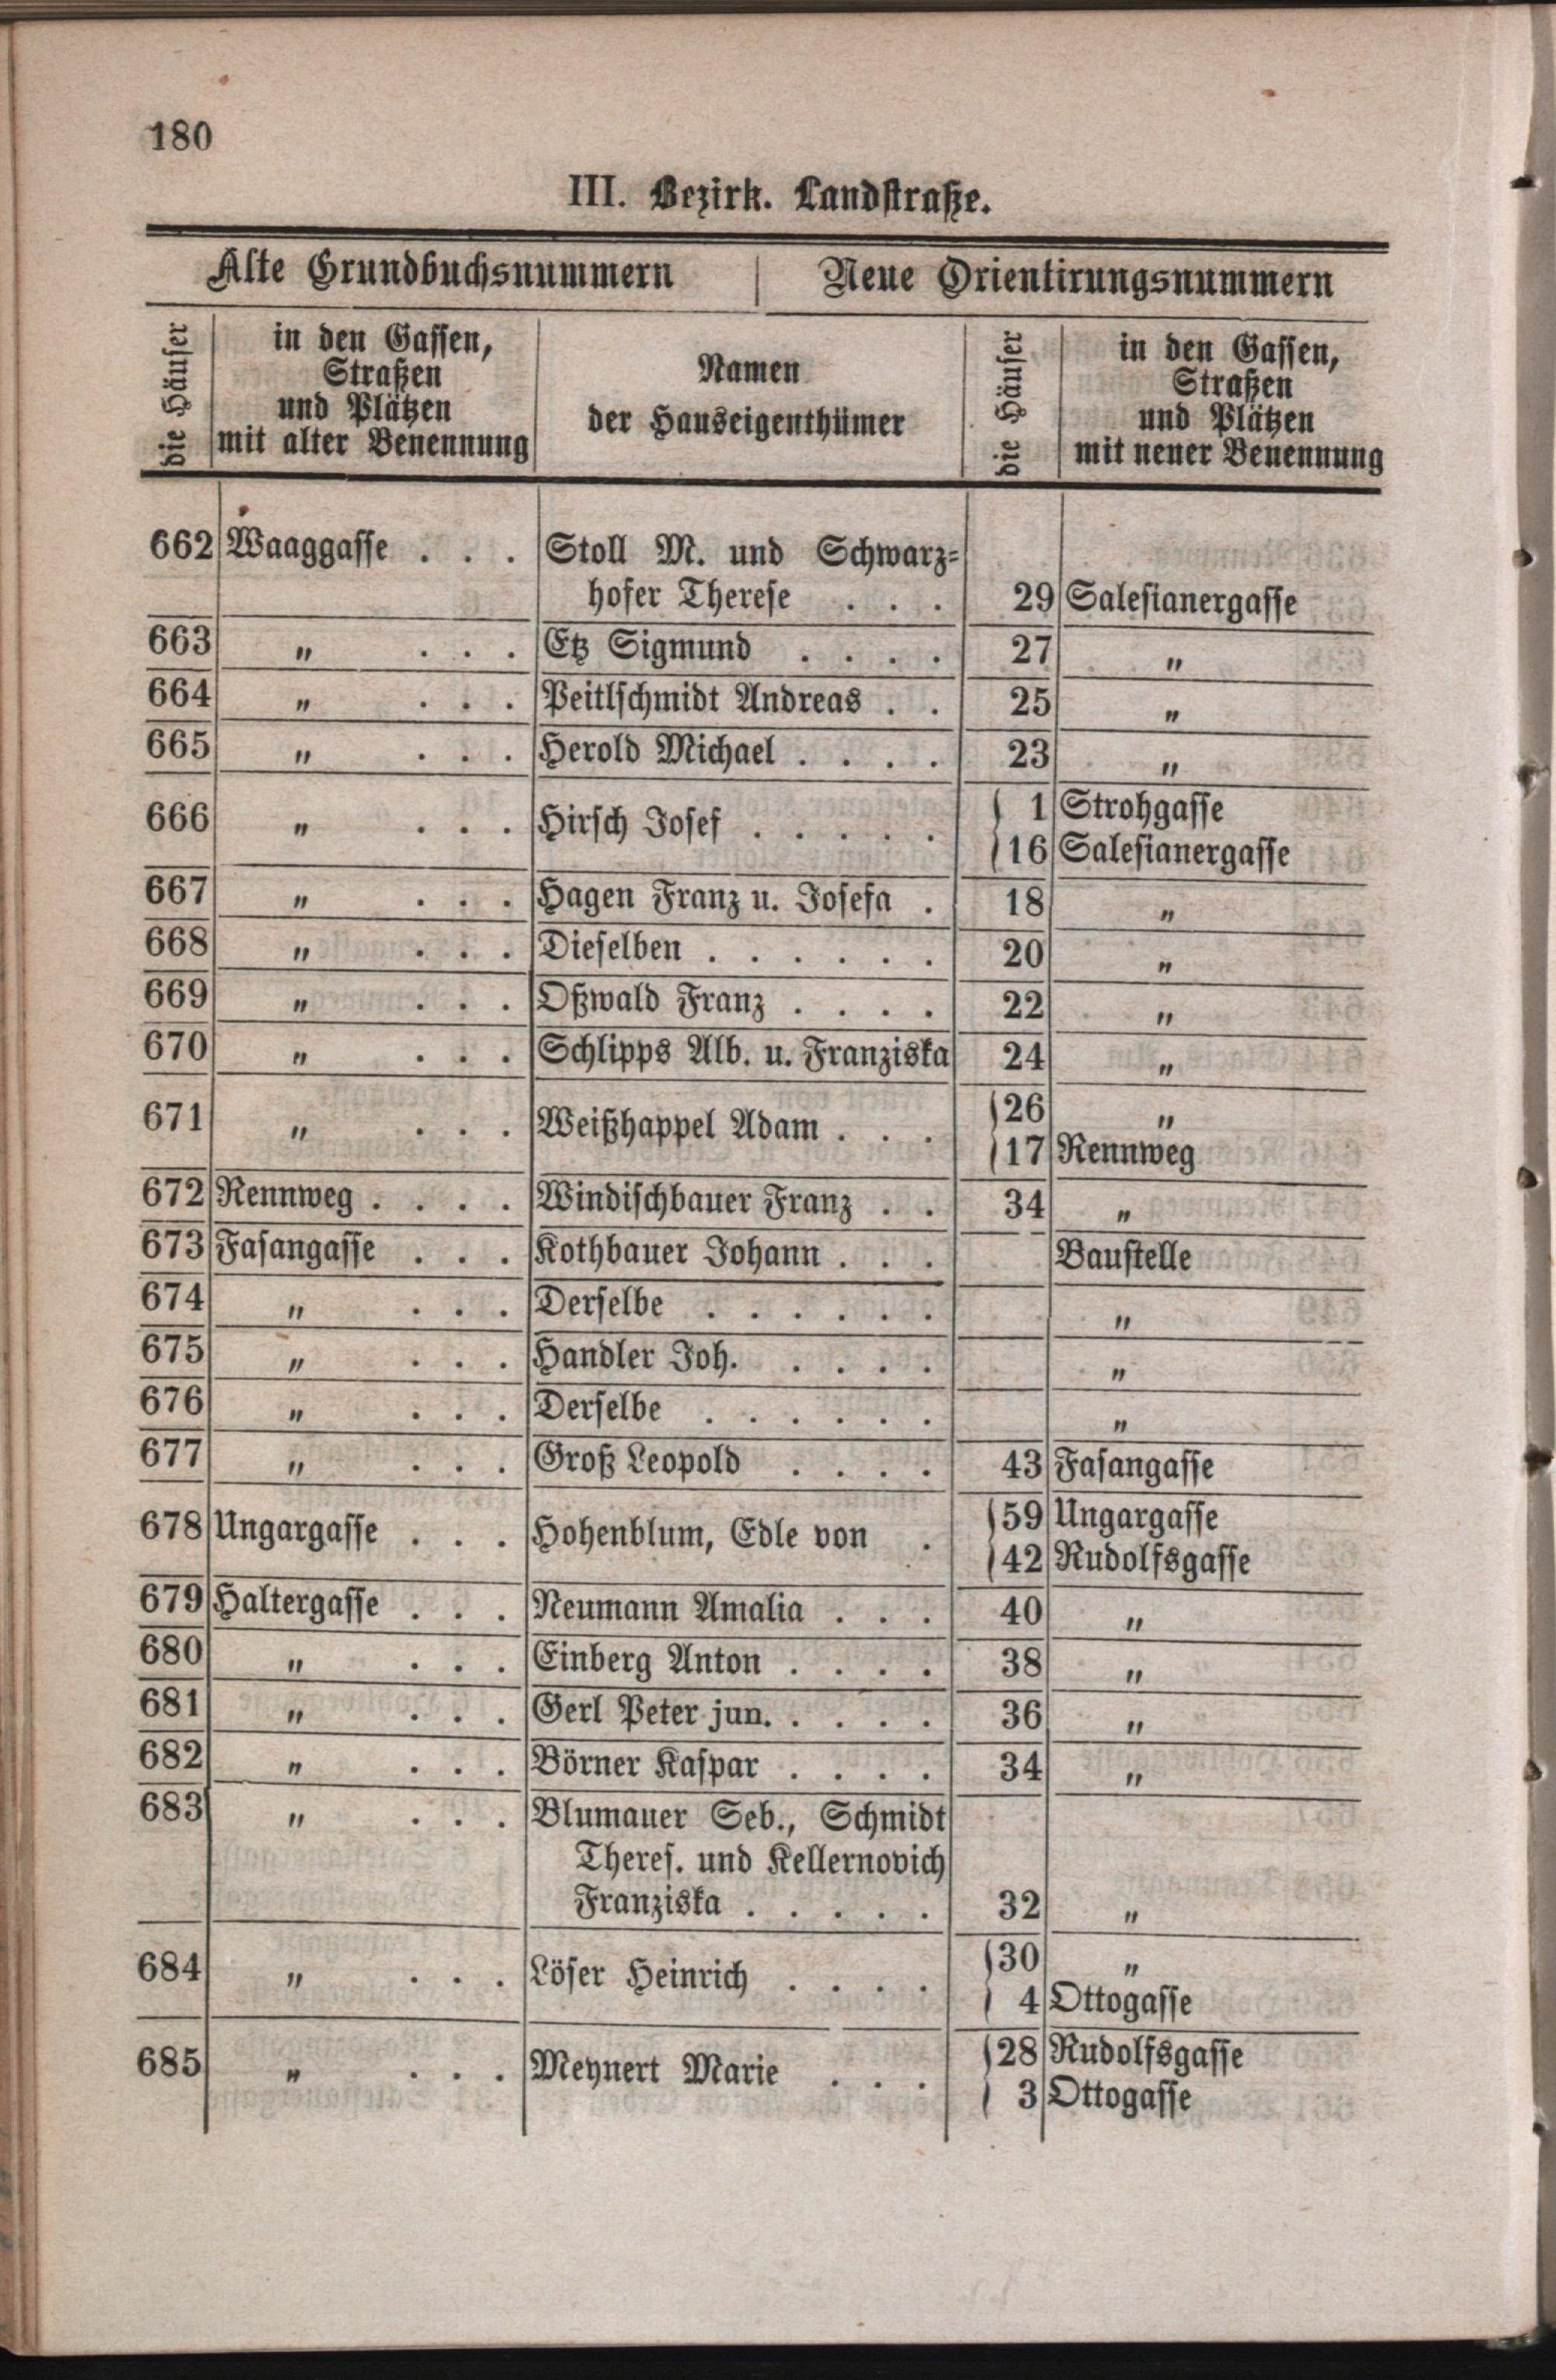 180
III. Bezirk. Landstraße.
Alte Grundbuchsnummern | Neue Orientirungsnummern
die Häuser
in den Gassen,
Straßen
und Plätzen
mit alter Benennung
Namen
der Hauseigenthümer
die Häuser
in den Gassen,
Straßen
und Plätzen
mit neuer Benennung
662 Waaggasse . . . Stoll M. und Schwarz=
hofer Therese . . . 29 Salesianergasse
663 " . . . Etz Sigmund . . . . 27 "
664 " . . . Peitlschmidt Andreas . . 25 "
665 " . . . Herold Michael . . . . 23 "
666 " . . . Hirsch Josef . . . . . { 1 Strohgasse
{ 16 Salesianergasse
667 " . . . Hagen Franz u. Josefa . 18 "
668 " . . . Dieselben . . . . . . 20 "
669 " . . . Oßwald Franz . . . . 22 "
670 " . . . Schlipps Alb. u. Franziska 24 "
671 " . . . Weißhappel Adam . . . { 26 "
{ 17 Rennweg
672 Rennweg . . . . Windischbauer Franz . . 34 "
673 Fasangasse . . . Kothbauer Johann . . . Baustelle
674 " . . . Derselbe . . . . . . "
675 " . . . Handler Joh. . . . . "
676 " . . . Derselbe . . . . . . "
677 " . . . Groß Leopold . . . . 43 Fasangasse
678 Ungargasse . . . Hohenblum, Edle von . { 59 Ungargasse
{ 42 Rudolfsgasse
679 Haltergasse . . . Neumann Amalia . . . 40 "
680 " . . . Einberg Anton . . . . 38 "
681 " . . . Gerl Peter jun. . . . . 36 "
682 " . . . Börner Kaspar . . . . 34 "
683 " . . . Blumauer Seb., Schmidt
Theres. und Kellernovich
Franziska . . . . . 32 "
684 " . . . Löser Heinrich . . . . { 30 "
{ 4 Ottogasse
685 " . . . Meynert Marie . . . { 28 Rudolfsgasse
{ 3 Ottogasse